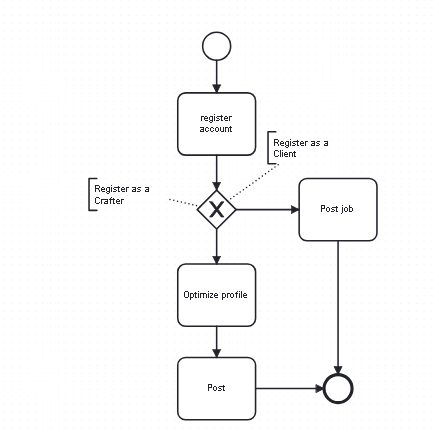 register
account
Register as a
Client
Register as a
Crafter
X
Post job
Optimize profile
Post